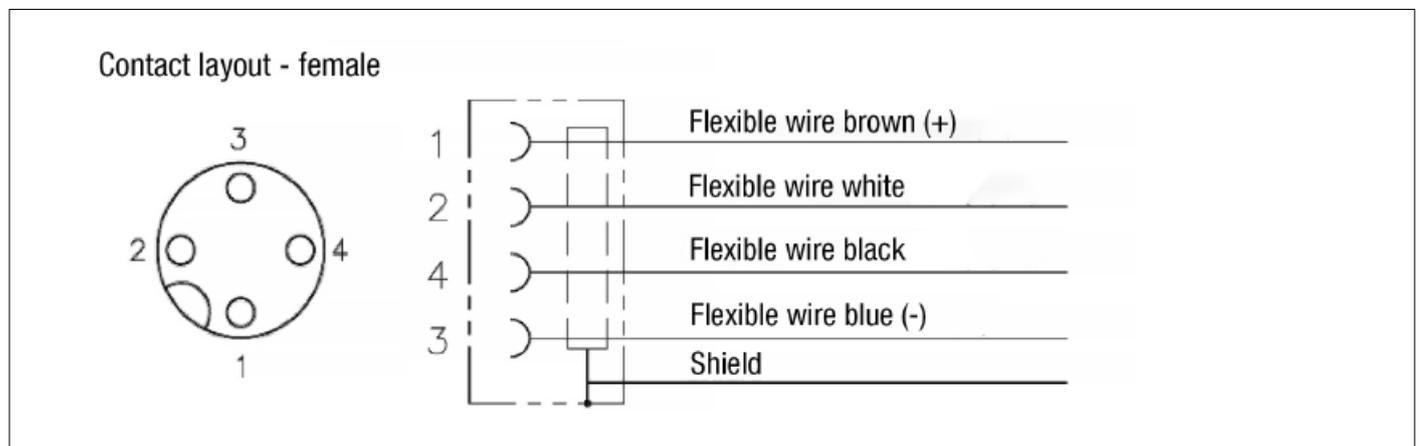 Contact layout - female
3
2
4
1
1
Flexible wire brown (+)
2
Flexible wire white
4
Flexible wire black
3
Flexible wire blue (-)
Shield